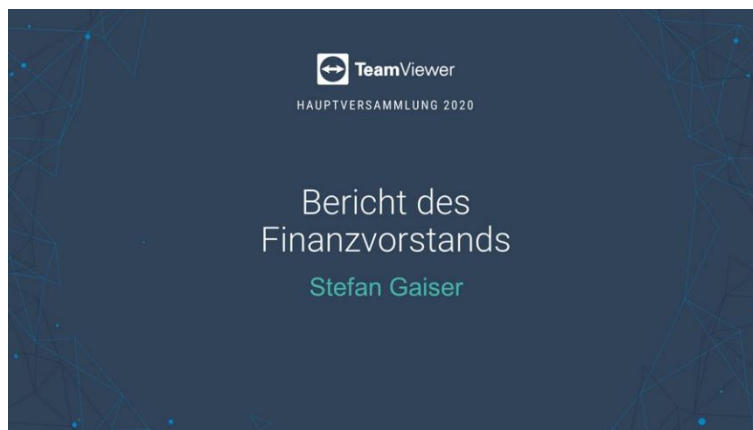 TeamViewer
HAUPTVERSAMMLUNG 2020
Bericht des
Finanzvorstands
Stefan Gaiser